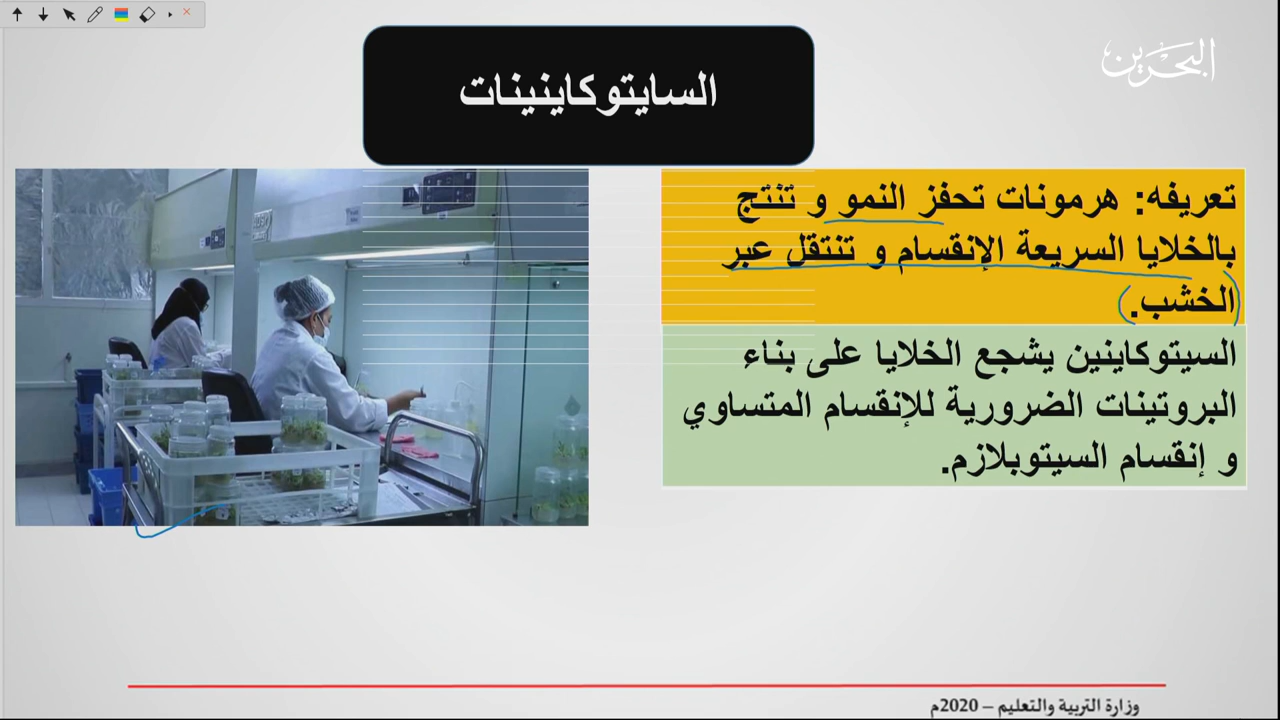 البحرين
السايتوكاينينات
تعريفه: هرمونات تحفز النمو و تنتج
بالخلايا السريعة الإنقسام و تنتقل عبر
الخشب.
السيتوكاينين يشجع الخلايا على بناء
البروتينات الضرورية للإنقسام المتساوي
و إنقسام السيتوبلازم.
وزارة التربية والتعليم – 2020م